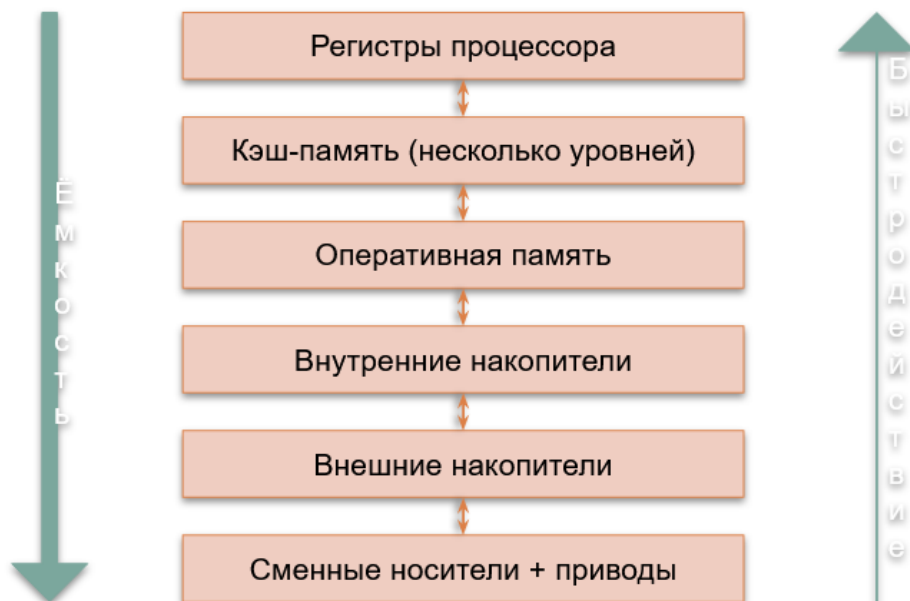 Регистры процессора
Кэш-память (несколько уровней)
Оперативная память
Внутренние накопители
Внешние накопители
Сменные носители + приводы
Ёмкость
Быстродействие